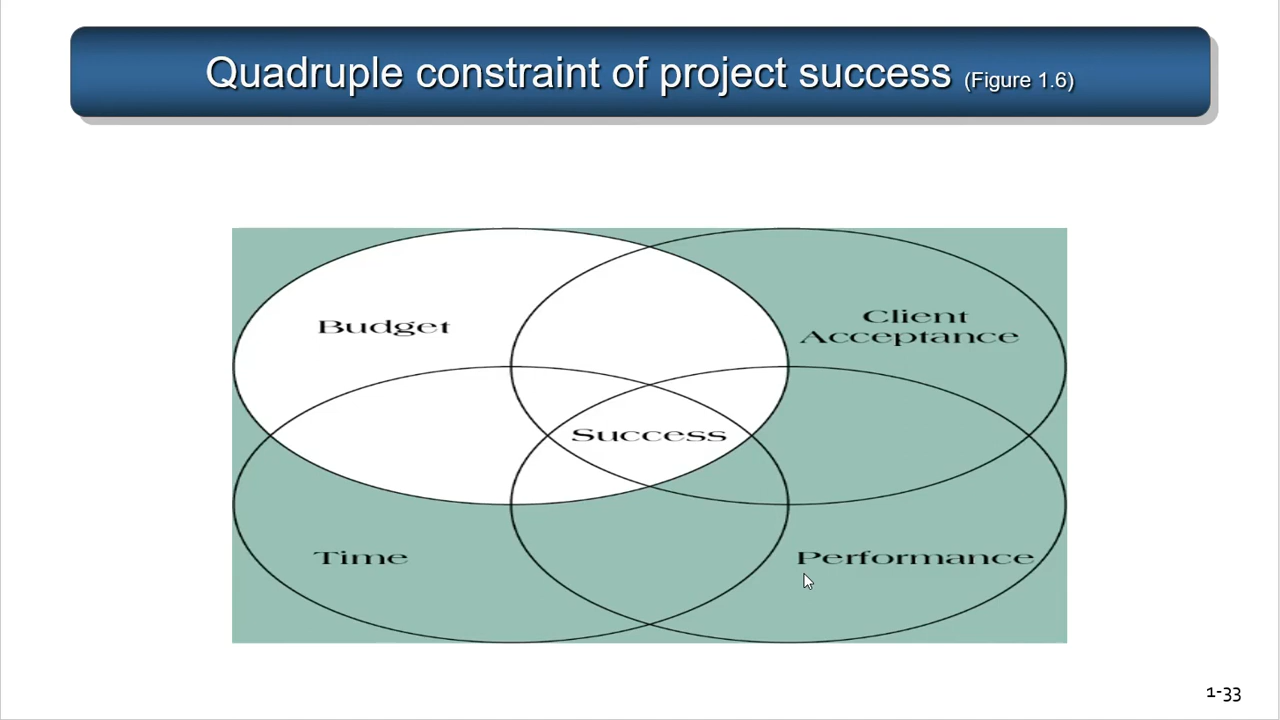 Quadruple constraint of project success (Figure 1.6)
Budget
Client
Acceptance
Success
Time
Performance
1-33